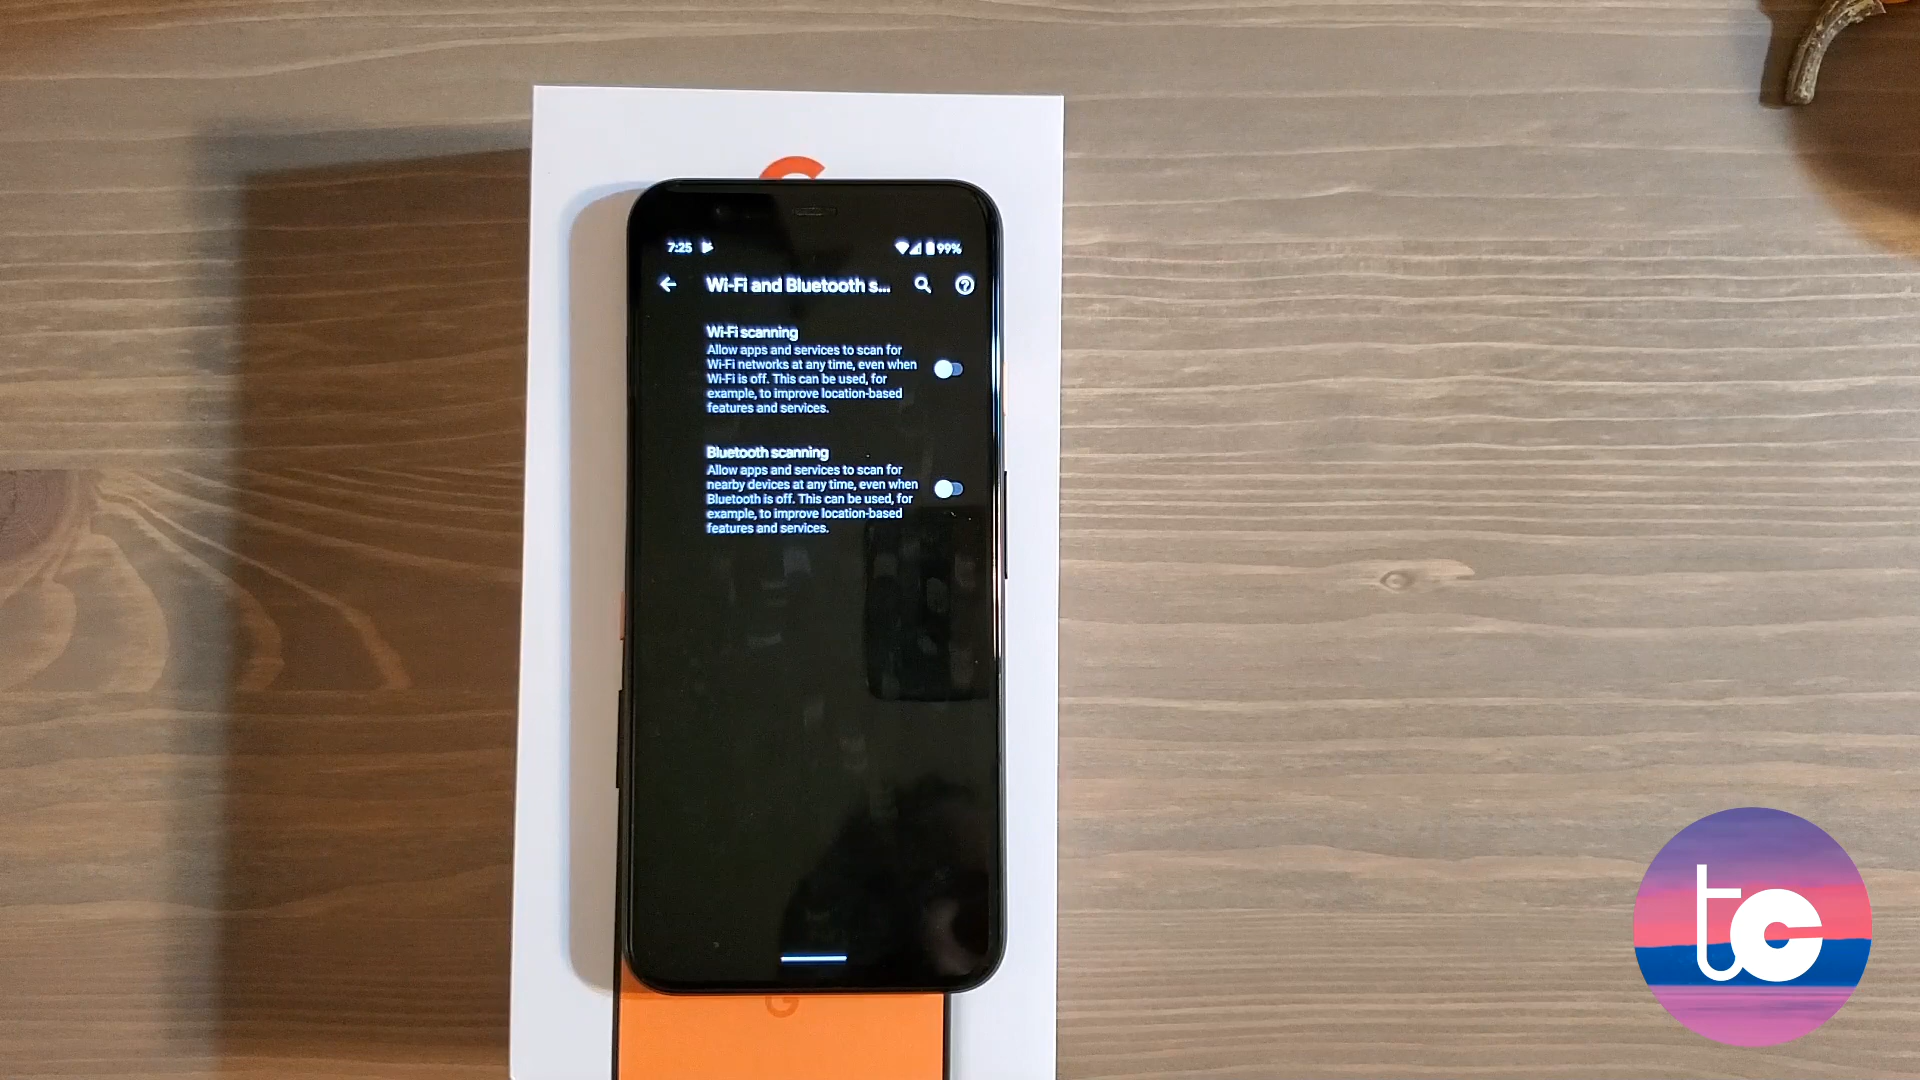 7:25
99%
Wi-Fi and Bluetooth s...
Wi-Fi scanning
Allow apps and services to scan for
Wi-Fi networks at any time, even when
Wi-Fi is off. This can be used, for
example, to improve location-based
features and services.
Bluetooth scanning
Allow apps and services to scan for
nearby devices at any time, even when
Bluetooth is off. This can be used, for
example, to improve location-based
features and services.
G
tc